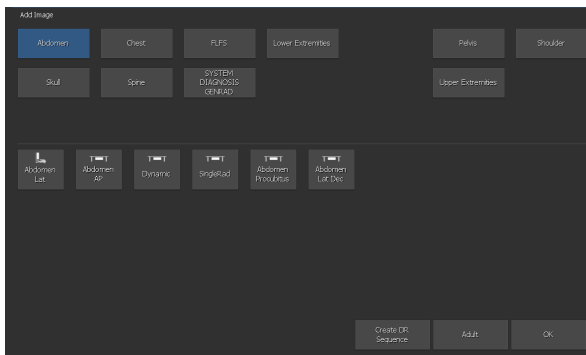 Add Image
Abdomen
Chest
FLFS
Lower Extremities
Pelvis
Shoulder
Skull
Spine
SYSTEM
DIAGNOSIS
GENRAD
Upper Extremities
Abdomen
Lat
Abdomen
AP
Dynamic
SingleRad
Abdomen
Procubitus
Abdomen
Lat Dec
Create DR
Sequence
Adult
OK